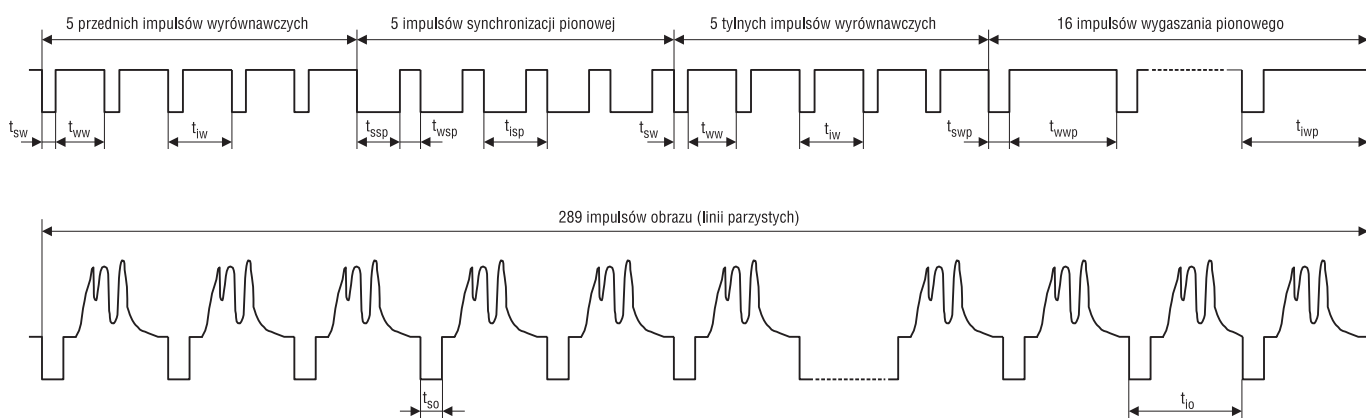 5 przednich impulsów wyrównawczych
5 impulsów synchronizacji pionowej
5 tylnych impulsów wyrównawczych
16 impulsów wygaszania pionowego
tsw
tww
tiw
tssp
twsp
tisp
tsw
tww
tiw
tswp
twwp
tiwp
289 impulsów obrazu (linii parzystych)
tso
tio